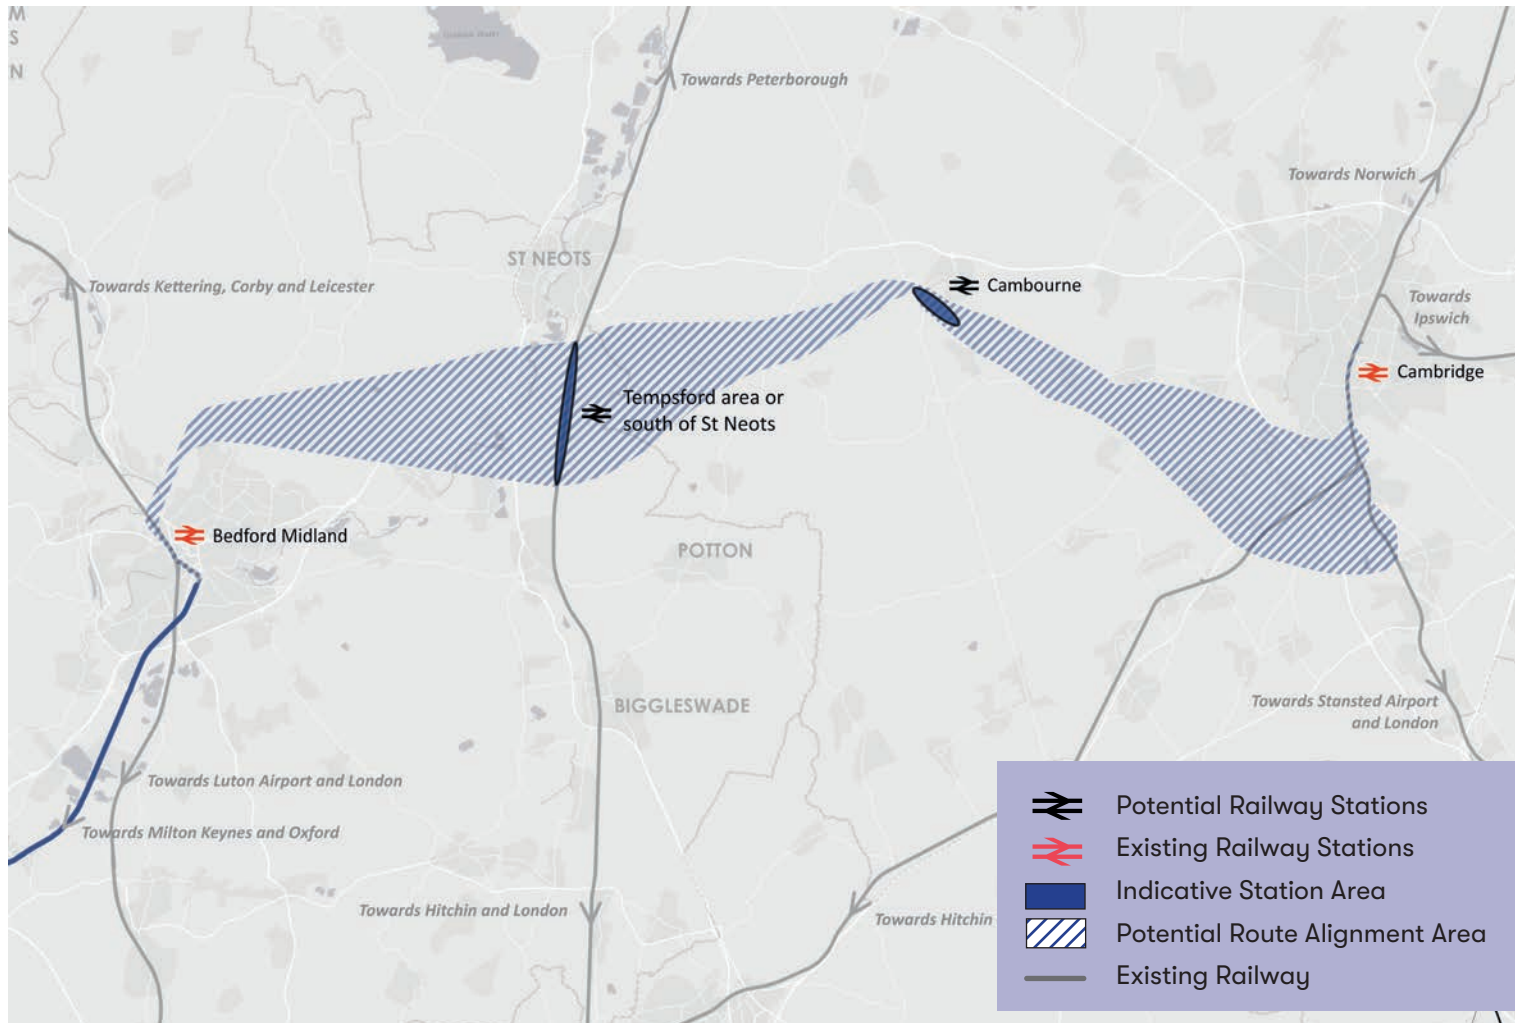 M
S
N
Towards Peterborough
Towards Norwich
ST NEOTS
Towards Kettering, Corby and Leicester
Cambourne
Towards
Ipswich
Cambridge
Tempsford area or
south of St Neots
Bedford Midland
POTTON
BIGGLESWADE
Towards Stansted Airport
and London
Towards Luton Airport and London
Towards Milton Keynes and Oxford
Towards Hitchin and London
Towards Hitchin
Potential Railway Stations
Existing Railway Stations
Indicative Station Area
Potential Route Alignment Area
Existing Railway